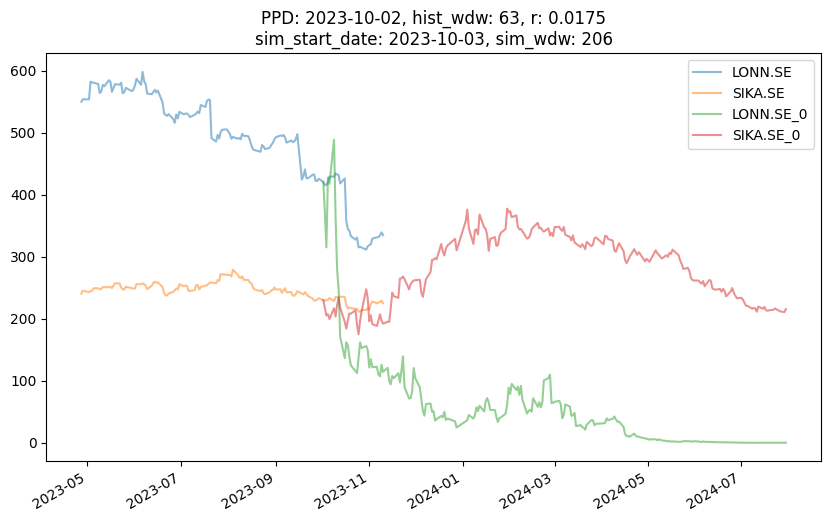 PPD: 2023-10-02, hist_wdw: 63, r: 0.0175
sim_start_date: 2023-10-03, sim_wdw: 206
600
500
400
300
200
100
0
LONN.SE
SIKA.SE
LONN.SE_0
SIKA.SE_0
2023-05
2023-07
2023-09
2023-11
2024-01
2024-03
2024-05
2024-07